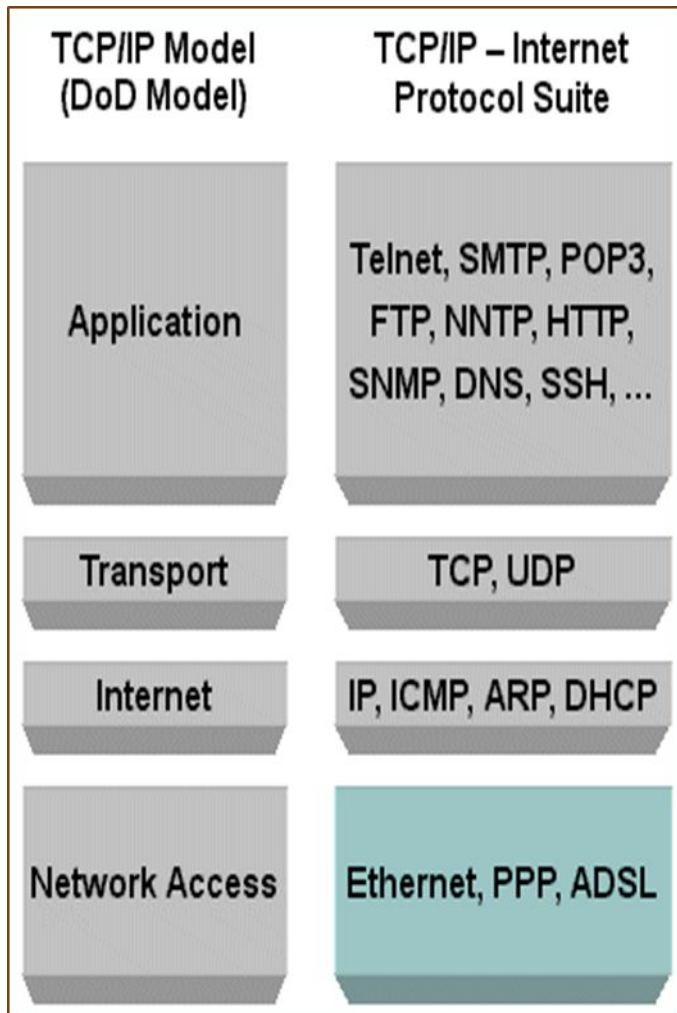 TCP/IP Model
(DoD Model)
TCP/IP – Internet
Protocol Suite
Application
Telnet, SMTP, POP3,
FTP, NNTP, HTTP,
SNMP, DNS, SSH, ...
Transport
TCP, UDP
Internet
IP, ICMP, ARP, DHCP
Network Access
Ethernet, PPP, ADSL